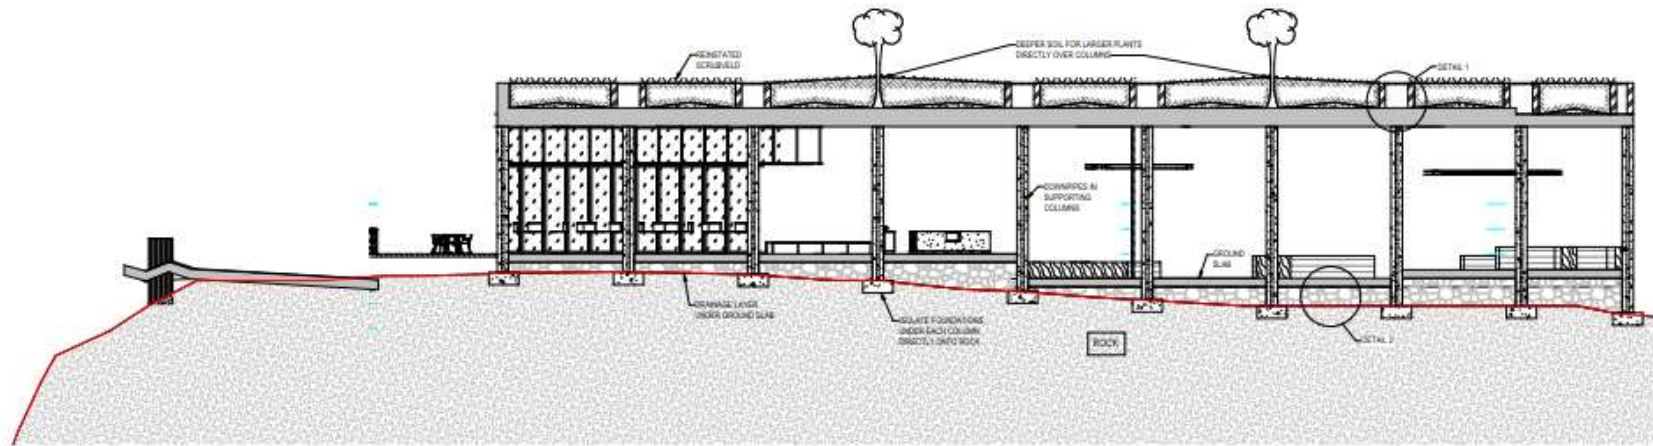 REINSTATED
SCRUBVELD
DEEPER SOIL FOR LARGER PLANTS
DIRECTLY OVER COLUMNS
DETAIL 1
DOWNPIPES IN
SUPPORTING
COLUMNS
GROUND
SLAB
DRAINAGE LAYER
UNDER GROUND SLAB
ISOLATE FOUNDATIONS
UNDER EACH COLUMN
DIRECTLY ONTO ROCK
ROCK
DETAIL 2